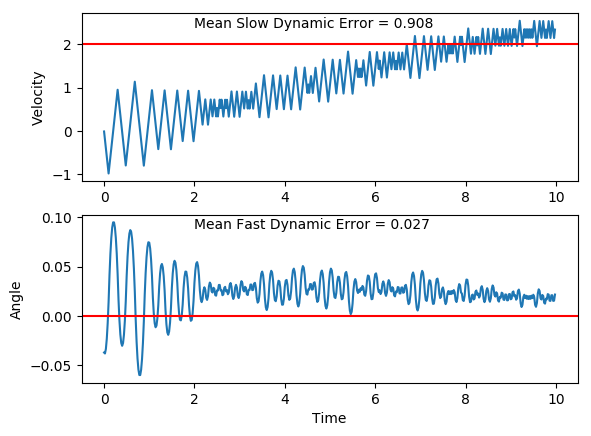 Mean Slow Dynamic Error = 0.908
Velocity
2
1
0
−1
0 2 4 6 8 10
Mean Fast Dynamic Error = 0.027
Angle
0.10
0.05
0.00
−0.05
0 2 4 6 8 10
Time